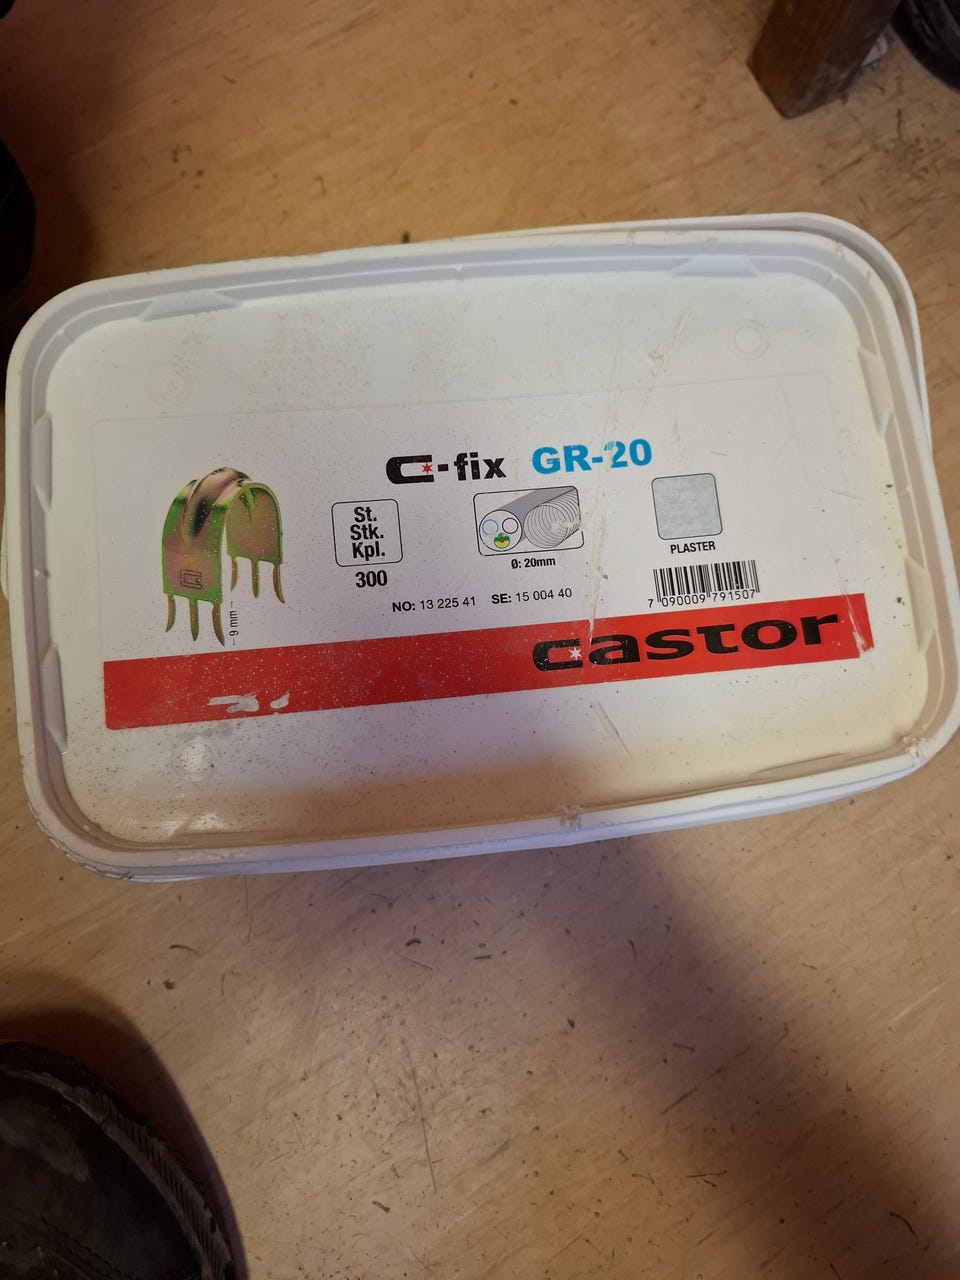 C-fix GR-20
St.
Stk.
Kpl.
300
9 mm
Ø: 20mm
PLASTER
NO: 13 225 41 SE: 15 004 40
7 090009 791507
castor